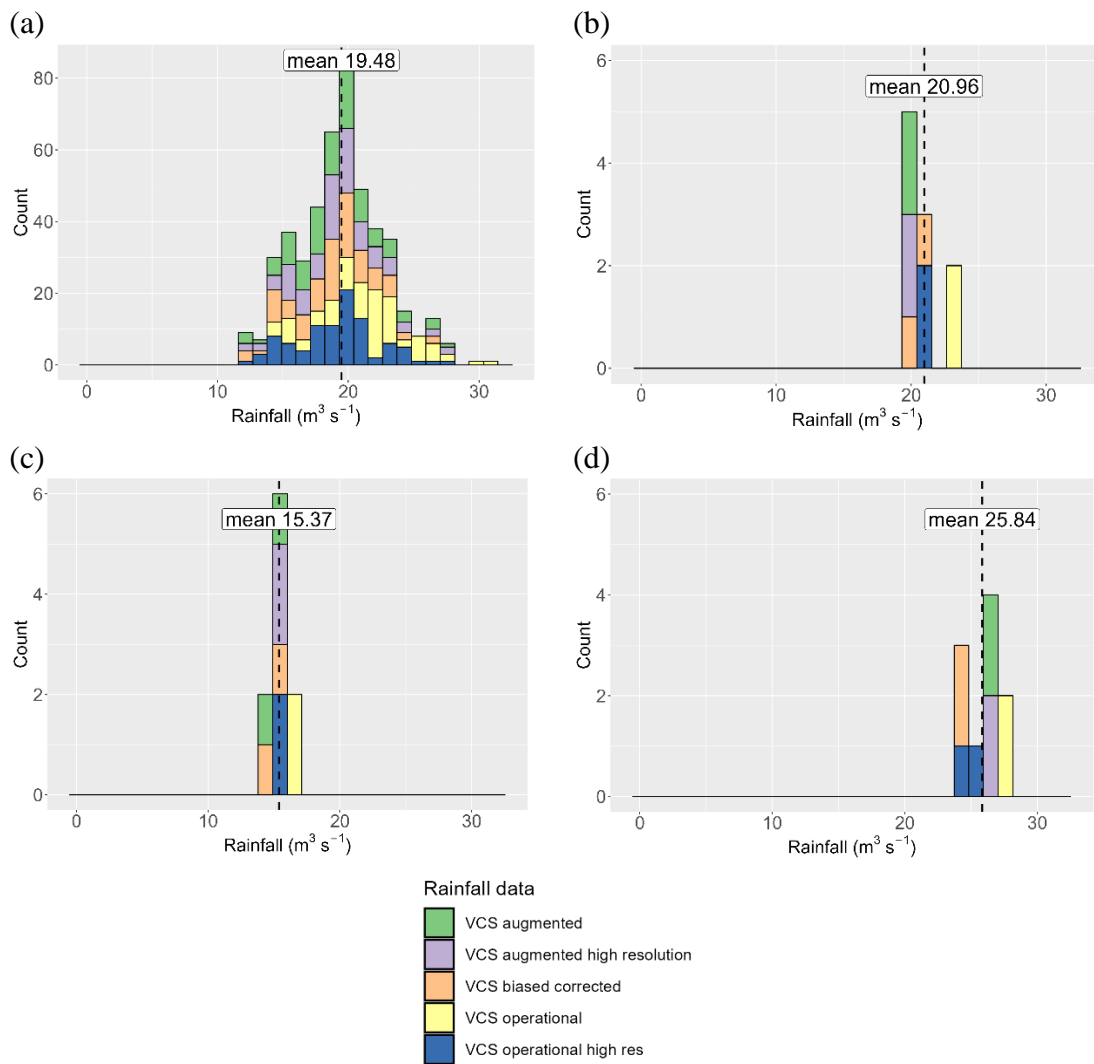 (a)
mean 19.48
80
60
40
20
0
Count
0 10 20 30
Rainfall (m³ s⁻¹)
(b)
mean 20.96
6
4
2
0
Count
0 10 20 30
Rainfall (m³ s⁻¹)
(c)
mean 15.37
6
4
2
0
Count
0 10 20 30
Rainfall (m³ s⁻¹)
(d)
mean 25.84
6
4
2
0
Count
0 10 20 30
Rainfall (m³ s⁻¹)
Rainfall data
VCS augmented
VCS augmented high resolution
VCS biased corrected
VCS operational
VCS operational high res